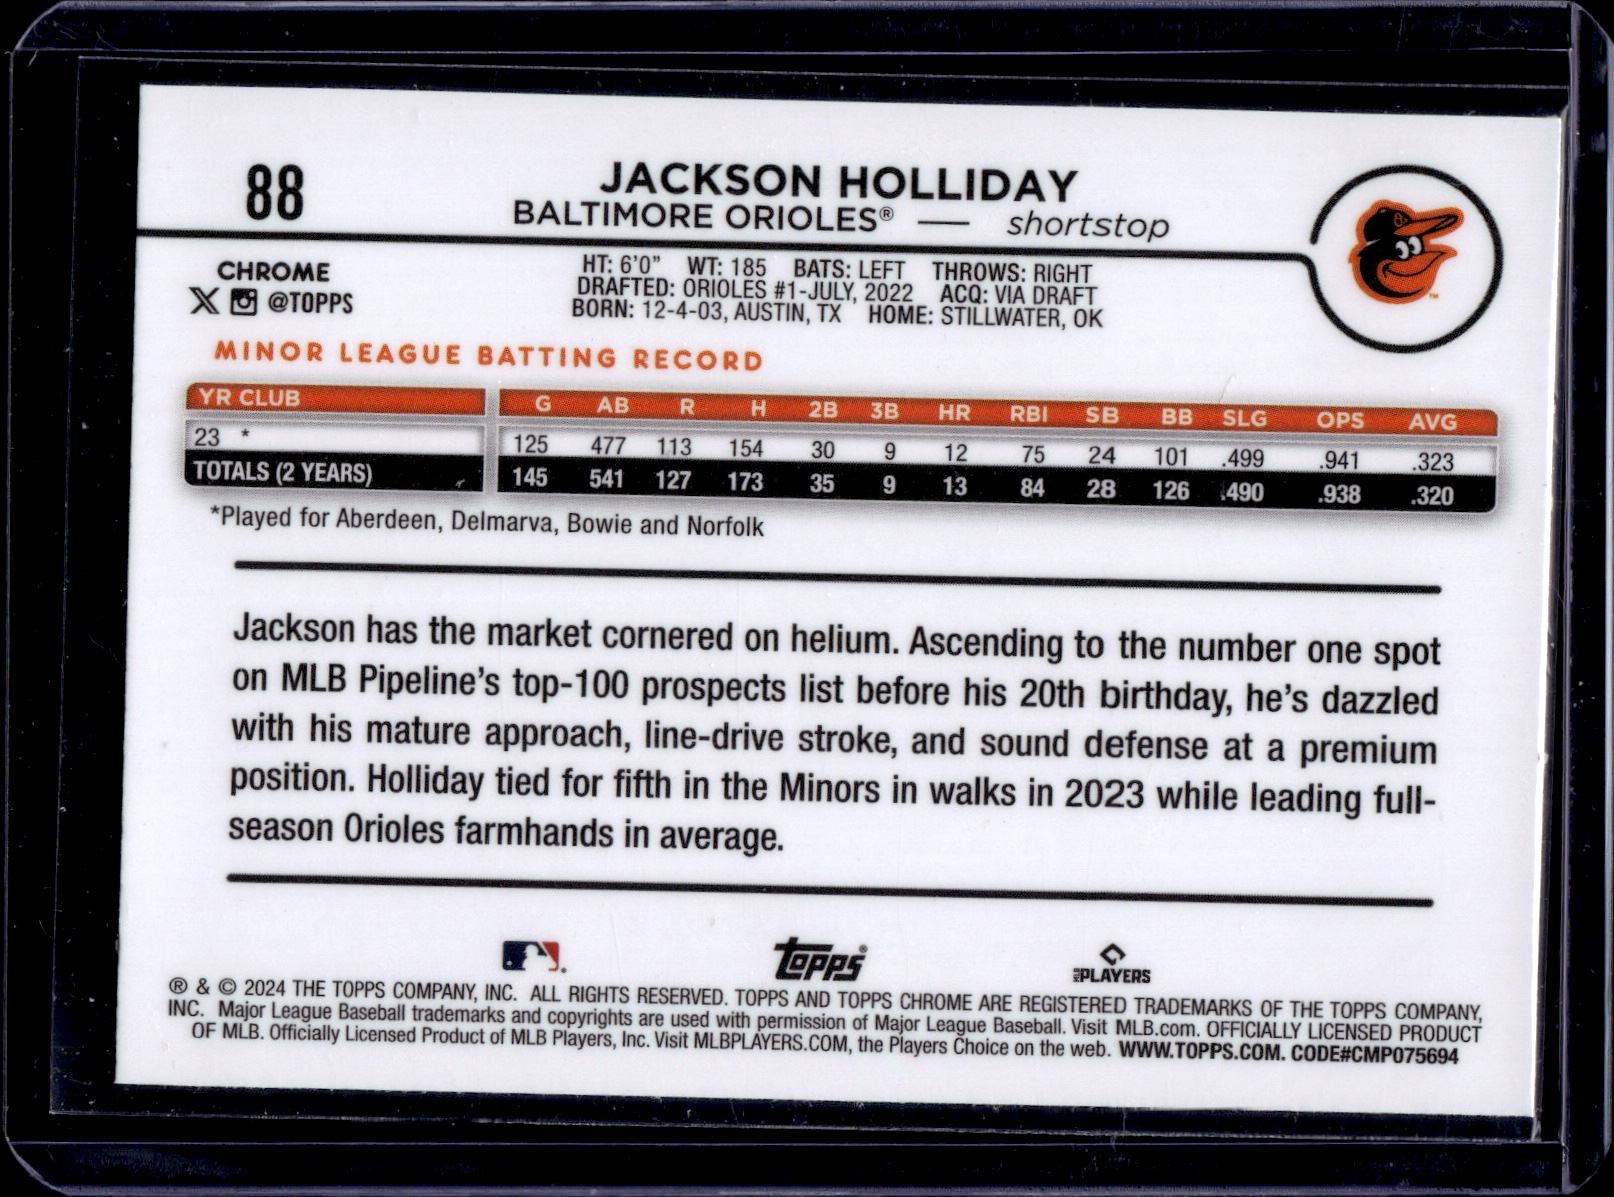 88
JACKSON HOLLIDAY
BALTIMORE ORIOLES® — shortstop
CHROME
@TOPPS
HT: 6'0" WT: 185 BATS: LEFT THROWS: RIGHT
DRAFTED: ORIOLES #1-JULY, 2022 ACQ: VIA DRAFT
BORN: 12-4-03, AUSTIN, TX HOME: STILLWATER, OK
MINOR LEAGUE BATTING RECORD
YR CLUB G AB R H 2B 3B HR RBI SB BB SLG OPS AVG
23 * 125 477 113 154 30 9 12 75 24 101 .499 .941 .323
TOTALS (2 YEARS) 145 541 127 173 35 9 13 84 28 126 .490 .938 .320
*Played for Aberdeen, Delmarva, Bowie and Norfolk
Jackson has the market cornered on helium. Ascending to the number one spot
on MLB Pipeline's top-100 prospects list before his 20th birthday, he's dazzled
with his mature approach, line-drive stroke, and sound defense at a premium
position. Holliday tied for fifth in the Minors in walks in 2023 while leading full-
season Orioles farmhands in average.
topps®
PLAYERS
® & © 2024 THE TOPPS COMPANY, INC. ALL RIGHTS RESERVED. TOPPS AND TOPPS CHROME ARE REGISTERED TRADEMARKS OF THE TOPPS COMPANY,
INC. Major League Baseball trademarks and copyrights are used with permission of Major League Baseball. Visit MLB.com. OFFICIALLY LICENSED PRODUCT
OF MLB. Officially Licensed Product of MLB Players, Inc. Visit MLBPLAYERS.COM, the Players Choice on the web. WWW.TOPPS.COM. CODE#CMP075694